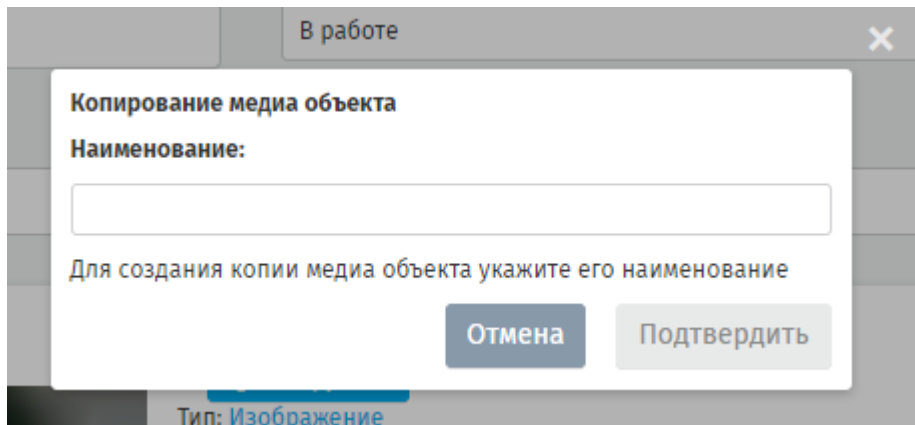 В работе
Копирование медиа объекта
Наименование:
Для создания копии медиа объекта укажите его наименование
Отмена
Подтвердить
Тип: Изображение